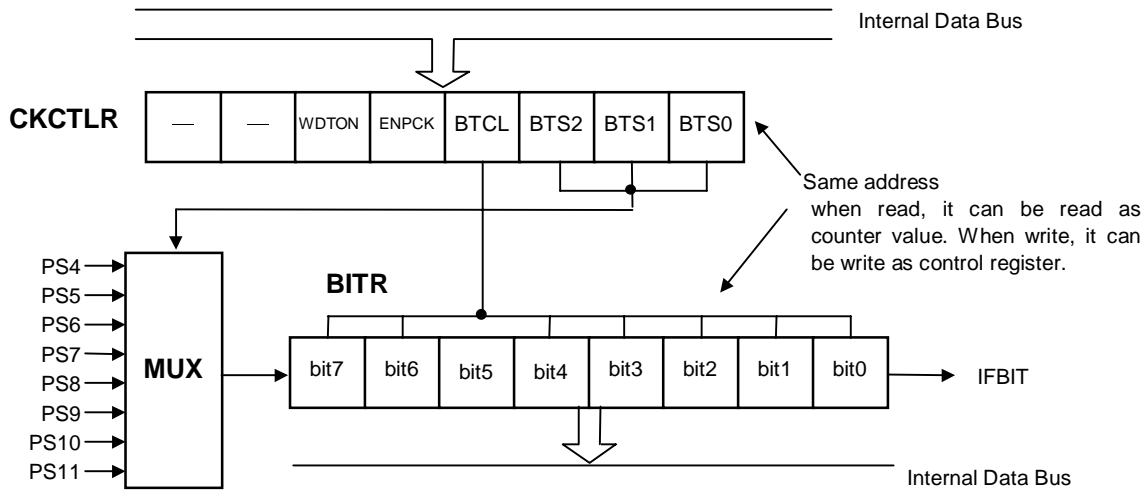 Internal Data Bus
CKCTLR
— — WDTON ENPCK BTCL BTS2 BTS1 BTS0
Same address
when read, it can be read as
counter value. When write, it can
be write as control register.
PS4
PS5
PS6
PS7
PS8
PS9
PS10
PS11
MUX
BITR
bit7 bit6 bit5 bit4 bit3 bit2 bit1 bit0
IFBIT
Internal Data Bus